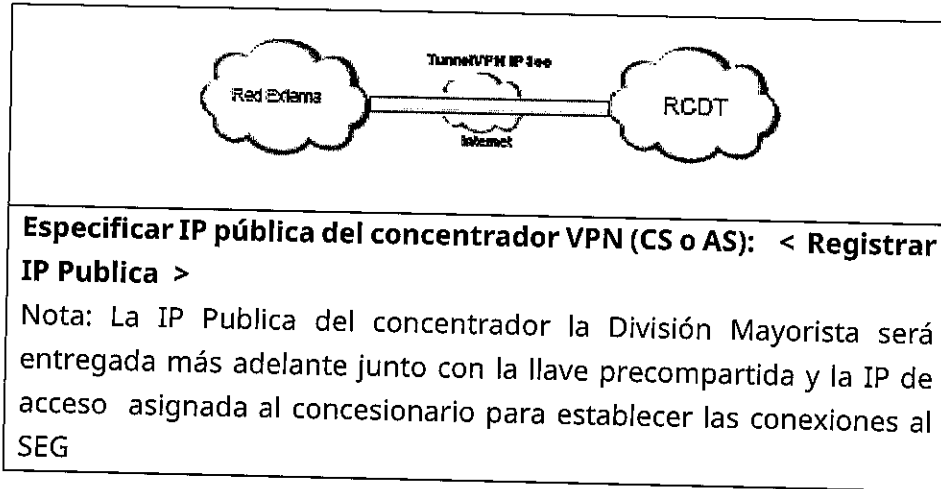 TunnelVPN IP Sec
Red Externa
RCDT
Internet
Especificar IP pública del concentrador VPN (CS o AS): < Registrar
IP Publica >
Nota: La IP Publica del concentrador la División Mayorista será
entregada más adelante junto con la llave precompartida y la IP de
acceso asignada al concesionario para establecer las conexiones al
SEG